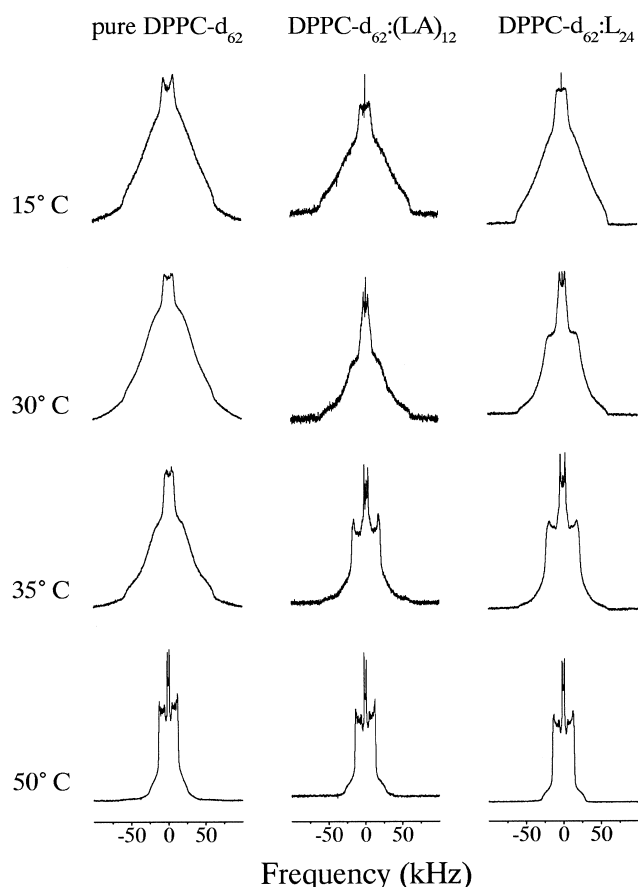 pure DPPC-d₆₂ DPPC-d₆₂:(LA)₁₂ DPPC-d₆₂:L₂₄
15° C
30° C
35° C
50° C
-50 0 50 -50 0 50 -50 0 50
Frequency (kHz)